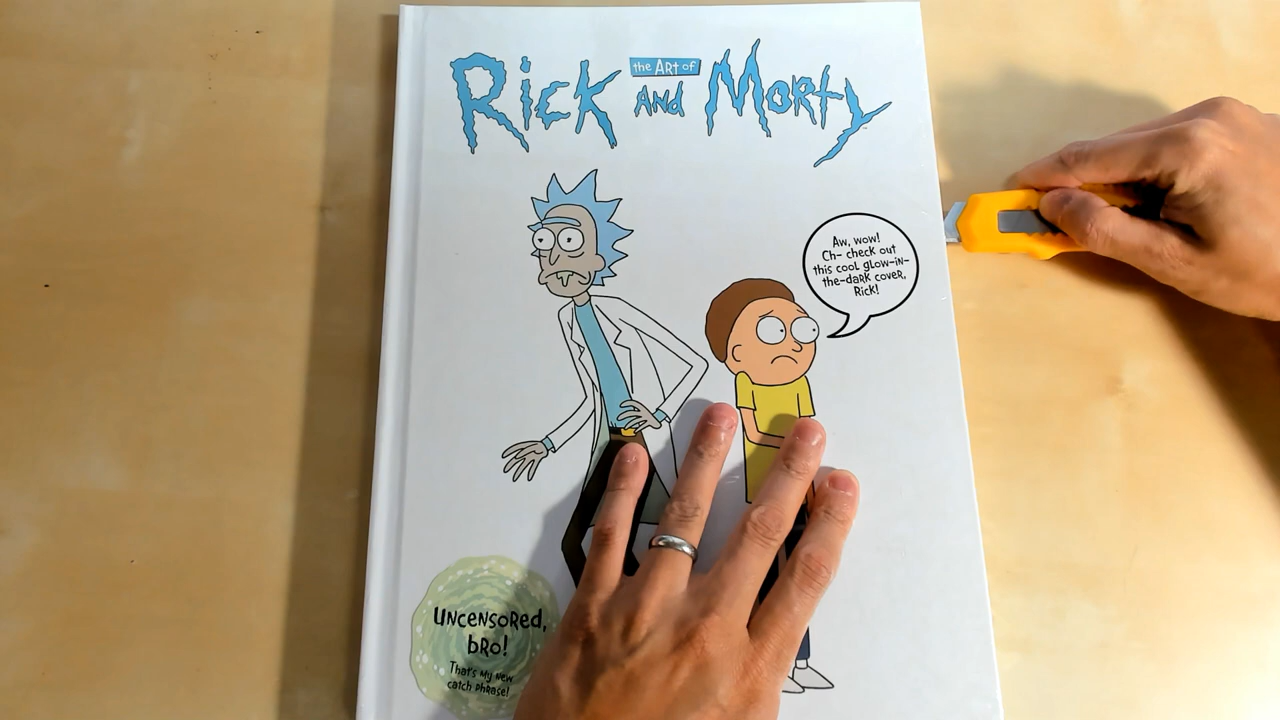 the ART of
Rick AND Morty
Aw, wow!
Ch- check out
this cool glow-in-
the-dark cover,
Rick!
UNCENSORED,
bro!
That's my new
catch phrase!